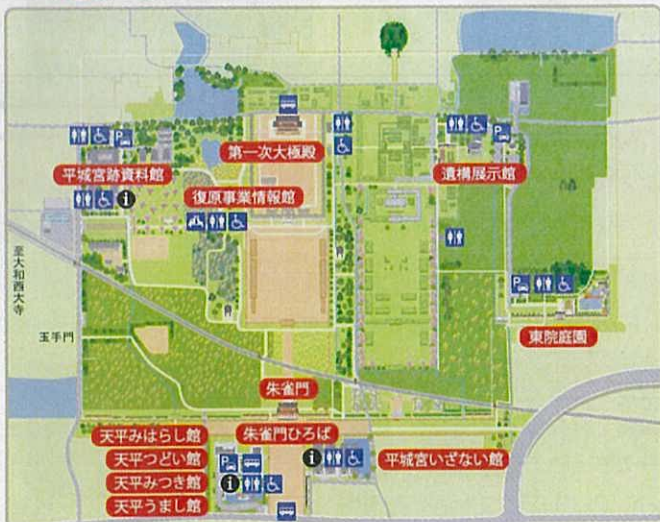 第一次大極殿
平城宮跡資料館
遺構展示館
復原事業情報館
至大和西大寺
玉手門
東院庭園
朱雀門
天平みはらし館
朱雀門ひろば
天平つどい館
平城宮いざない館
天平みつき館
天平うまし館